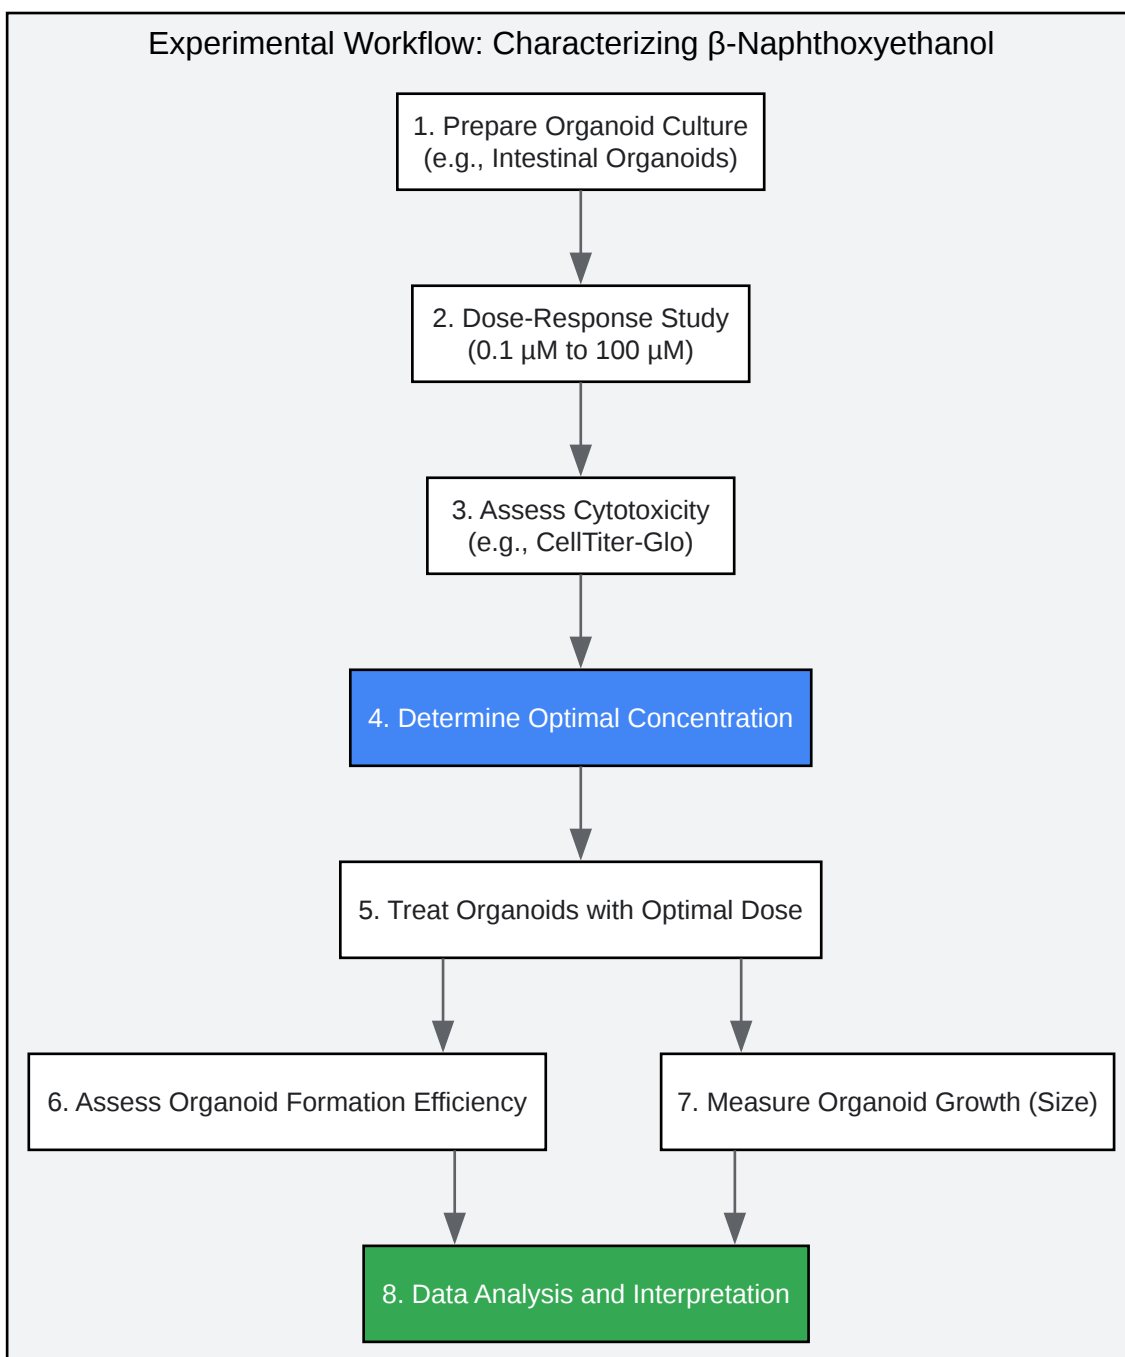 Experimental Workflow: Characterizing β-Naphthoxyethanol
1. Prepare Organoid Culture
(e.g., Intestinal Organoids)
2. Dose-Response Study
(0.1 µM to 100 µM)
3. Assess Cytotoxicity
(e.g., CellTiter-Glo)
4. Determine Optimal Concentration
5. Treat Organoids with Optimal Dose
6. Assess Organoid Formation Efficiency
7. Measure Organoid Growth (Size)
8. Data Analysis and Interpretation